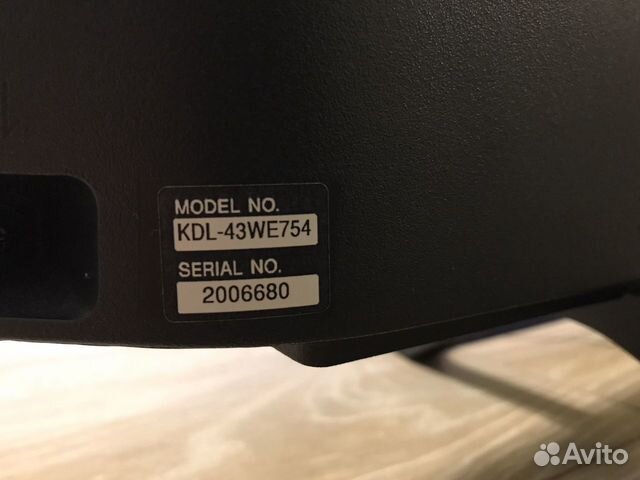 MODEL NO.
KDL-43WE754
SERIAL NO.
2006680
Avito